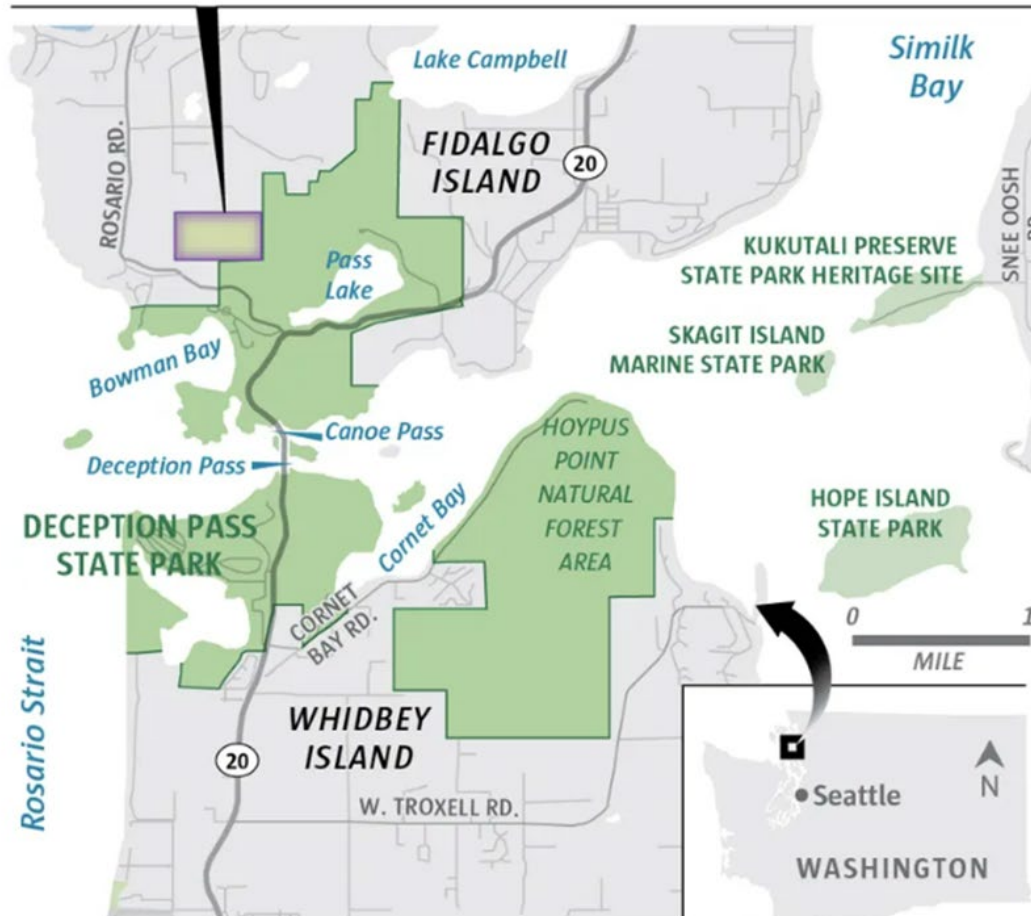 Lake Campbell
Similk
Bay
FIDALGO
ISLAND
20
ROSARIO RD.
SNEE OOSH
KUKUTALI PRESERVE
STATE PARK HERITAGE SITE
Pass
Lake
SKAGIT ISLAND
MARINE STATE PARK
Bowman Bay
Canoe Pass
Deception Pass
HOYPUS
POINT
NATURAL
FOREST
AREA
Cornet Bay
DECEPTION PASS
STATE PARK
HOPE ISLAND
STATE PARK
CORNET
BAY RD.
0 1
MILE
Rosario Strait
WHIDBEY
ISLAND
20
W. TROXELL RD.
N
Seattle
WASHINGTON